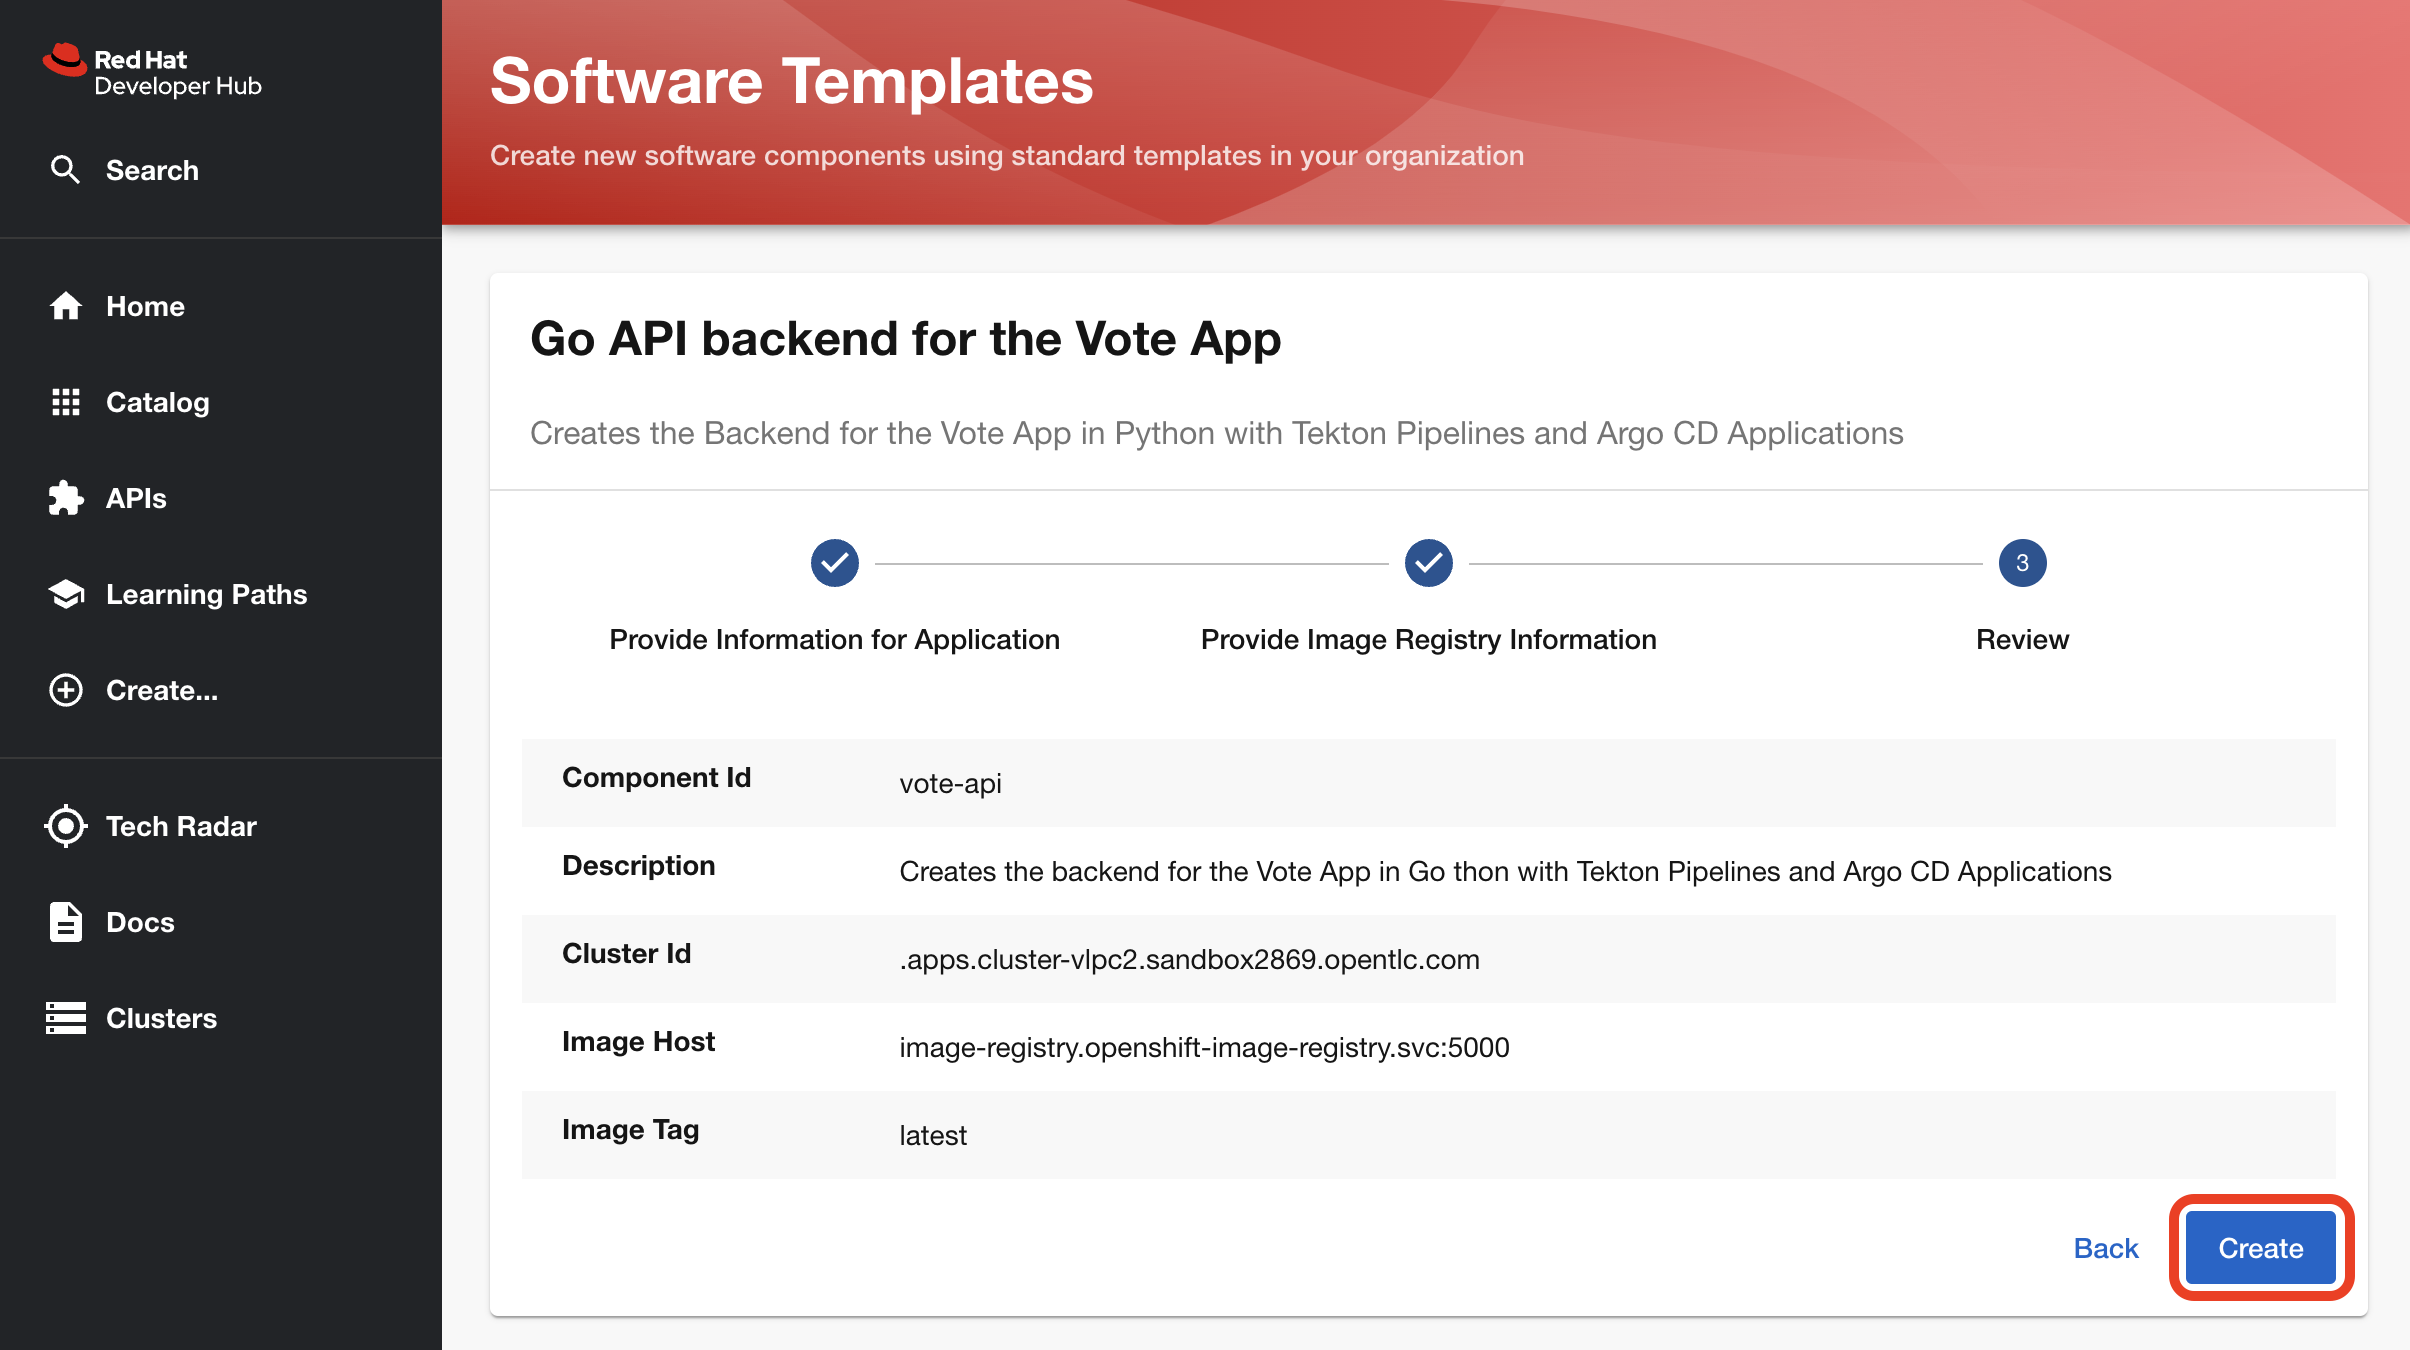 Red Hat
Developer Hub
Search
Home
Catalog
APIs
Learning Paths
Create...
Tech Radar
Docs
Clusters
Software Templates
Create new software components using standard templates in your organization
Go API backend for the Vote App
Creates the Backend for the Vote App in Python with Tekton Pipelines and Argo CD Applications
3
Provide Information for Application
Provide Image Registry Information
Review
Component Id
vote-api
Description
Creates the backend for the Vote App in Go thon with Tekton Pipelines and Argo CD Applications
Cluster Id
.apps.cluster-vlpc2.sandbox2869.opentlc.com
Image Host
image-registry.openshift-image-registry.svc:5000
Image Tag
latest
Back
Create